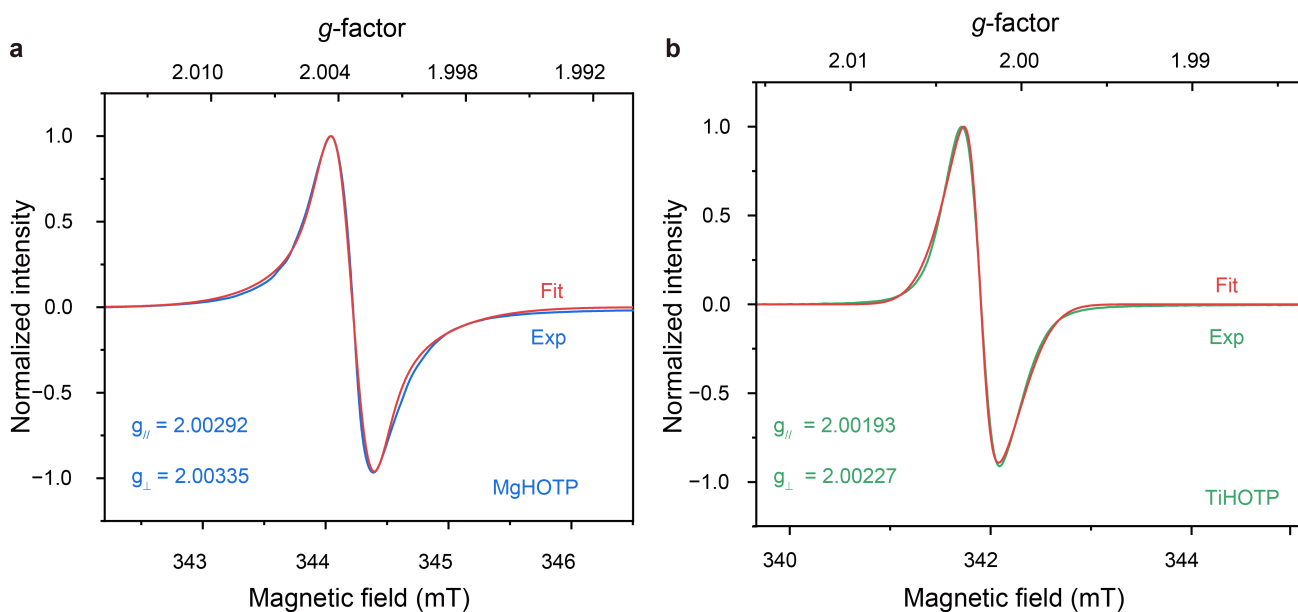 a
g-factor
2.010 2.004 1.998 1.992
Normalized intensity
1.0
0.5
0.0
−0.5
−1.0
Fit
Exp
g// = 2.00292
g⊥ = 2.00335
MgHOTP
343 344 345 346
Magnetic field (mT)
b
g-factor
2.01 2.00 1.99
Normalized intensity
1.0
0.5
0.0
−0.5
−1.0
Fit
Exp
g// = 2.00193
g⊥ = 2.00227
TiHOTP
340 342 344
Magnetic field (mT)